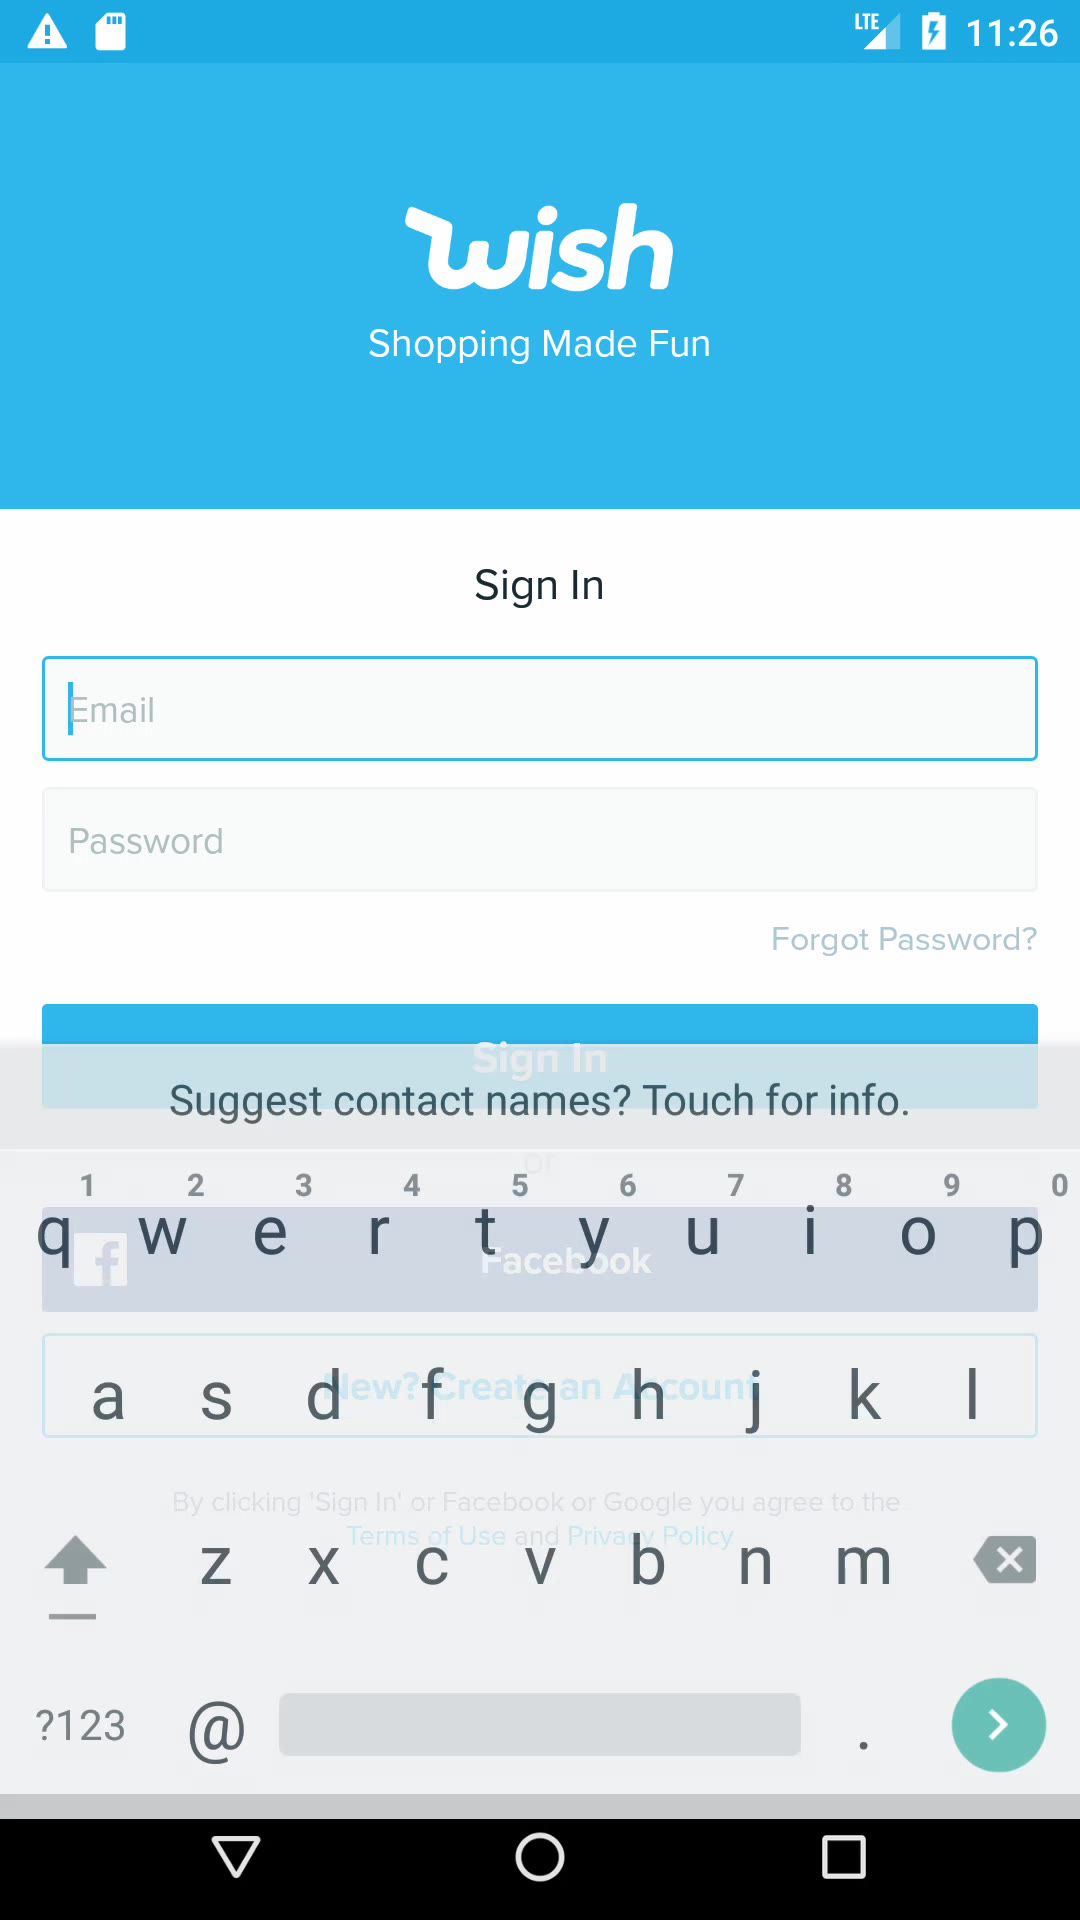 LTE 11:26
wish
Shopping Made Fun
Sign In
Email
Password
Forgot Password?
Sign In
Suggest contact names? Touch for info.
or
1 2 3 4 5 6 7 8 9 0
q w e r t y u i o p
Facebook
a s d f g h j k l
New? Create an Account
By clicking 'Sign In' or Facebook or Google you agree to the
Terms of Use and Privacy Policy
z x c v b n m
?123 @ .